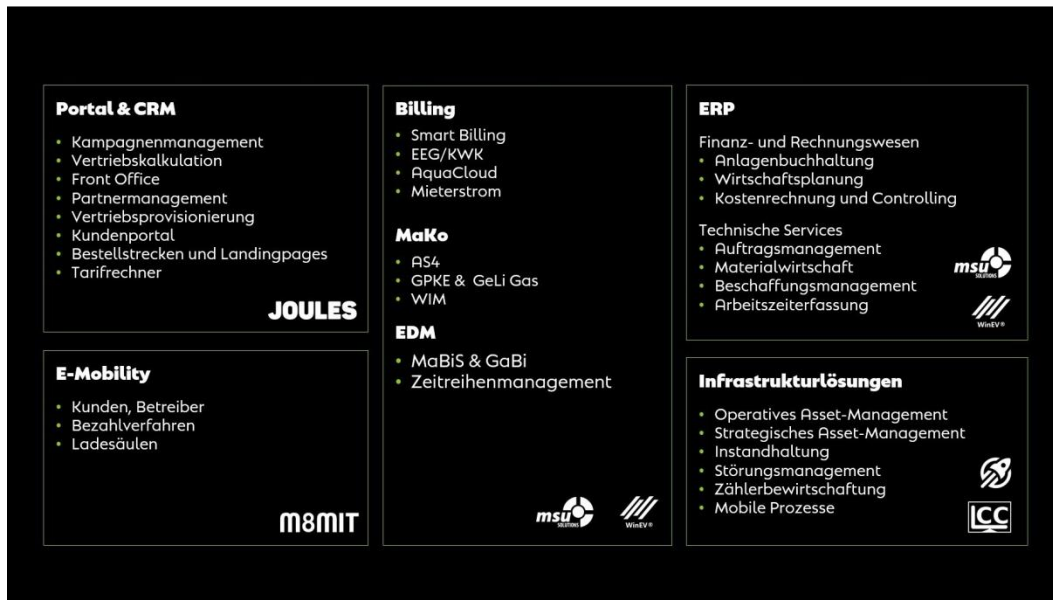 Portal & CRM
• Kampagnenmanagement
• Vertriebskalkulation
• Front Office
• Partnermanagement
• Vertriebsprovisionierung
• Kundenportal
• Bestellstrecken und Landingpages
• Tarifrechner
JOULES
E-Mobility
• Kunden, Betreiber
• Bezahlverfahren
• Ladesäulen
m8mIT
Billing
• Smart Billing
• EEG/KWK
• AquaCloud
• Mieterstrom
MaKo
• AS4
• GPKE & GeLi Gas
• WIM
EDM
• MaBiS & GaBi
• Zeitreihenmanagement
msu
SOLUTIONS
WinEV®
ERP
Finanz- und Rechnungswesen
• Anlagenbuchhaltung
• Wirtschaftsplanung
• Kostenrechnung und Controlling
Technische Services
• Auftragsmanagement
• Materialwirtschaft
• Beschaffungsmanagement
• Arbeitszeiterfassung
msu
SOLUTIONS
WinEV®
Infrastrukturlösungen
• Operatives Asset-Management
• Strategisches Asset-Management
• Instandhaltung
• Störungsmanagement
• Zählerbewirtschaftung
• Mobile Prozesse
LCC